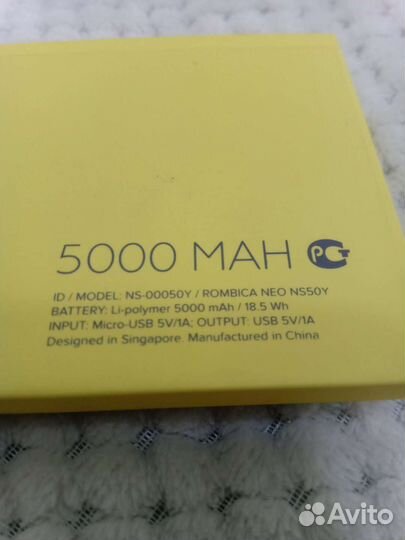 5000 MAH РСТ
ID / MODEL: NS-00050Y / ROMBICA NEO NS50Y
BATTERY: Li-polymer 5000 mAh / 18.5 Wh
INPUT: Micro-USB 5V/1A; OUTPUT: USB 5V/1A
Designed in Singapore. Manufactured in China
Avito